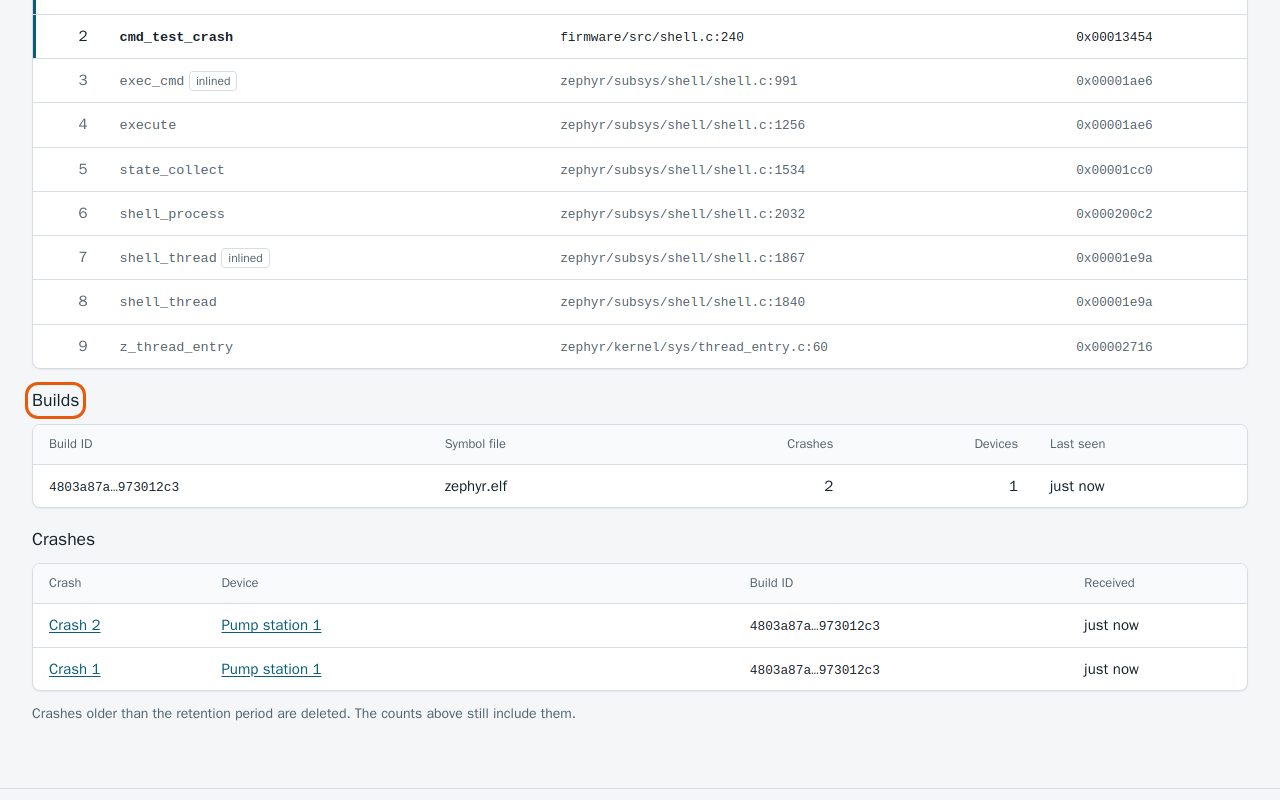 2 cmd_test_crash firmware/src/shell.c:240 0x00013454
3 exec_cmd inlined zephyr/subsys/shell/shell.c:991 0x00001ae6
4 execute zephyr/subsys/shell/shell.c:1256 0x00001ae6
5 state_collect zephyr/subsys/shell/shell.c:1534 0x00001cc0
6 shell_process zephyr/subsys/shell/shell.c:2032 0x000200c2
7 shell_thread inlined zephyr/subsys/shell/shell.c:1867 0x00001e9a
8 shell_thread zephyr/subsys/shell/shell.c:1840 0x00001e9a
9 z_thread_entry zephyr/kernel/sys/thread_entry.c:60 0x00002716
Builds
Build ID Symbol file Crashes Devices Last seen
4803a87a…973012c3 zephyr.elf 2 1 just now
Crashes
Crash Device Build ID Received
Crash 2 Pump station 1 4803a87a…973012c3 just now
Crash 1 Pump station 1 4803a87a…973012c3 just now
Crashes older than the retention period are deleted. The counts above still include them.